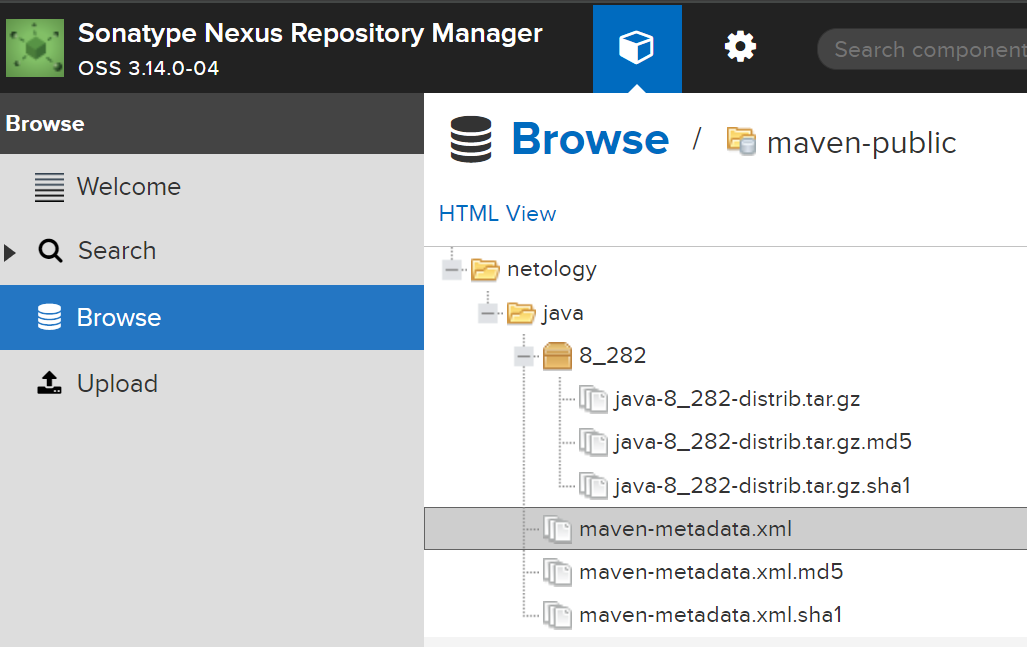 Sonatype Nexus Repository Manager
OSS 3.14.0-04
Search component
Browse
Welcome
Search
Browse
Upload
Browse / maven-public
HTML View
netology
java
8_282
java-8_282-distrib.tar.gz
java-8_282-distrib.tar.gz.md5
java-8_282-distrib.tar.gz.sha1
maven-metadata.xml
maven-metadata.xml.md5
maven-metadata.xml.sha1